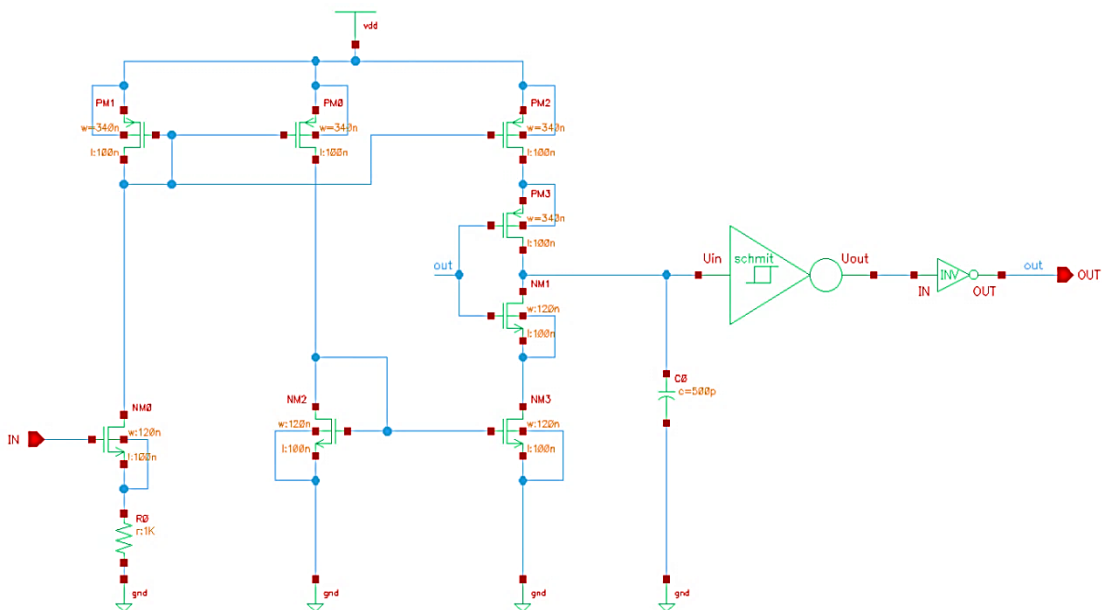 vdd
PM1
w=340n
l:100n
PM0
w=340n
l:100n
PM2
w=340n
l:100n
PM3
w=340n
l:100n
out
Uin
schmit
Uout
IN
INV
OUT
out
OUT
NM1
w:120n
l:100n
NM0
w:120n
l:100n
IN
NM2
w:120n
l:100n
NM3
w:120n
l:100n
C0
c=500p
R0
r:1K
gnd
gnd
gnd
gnd